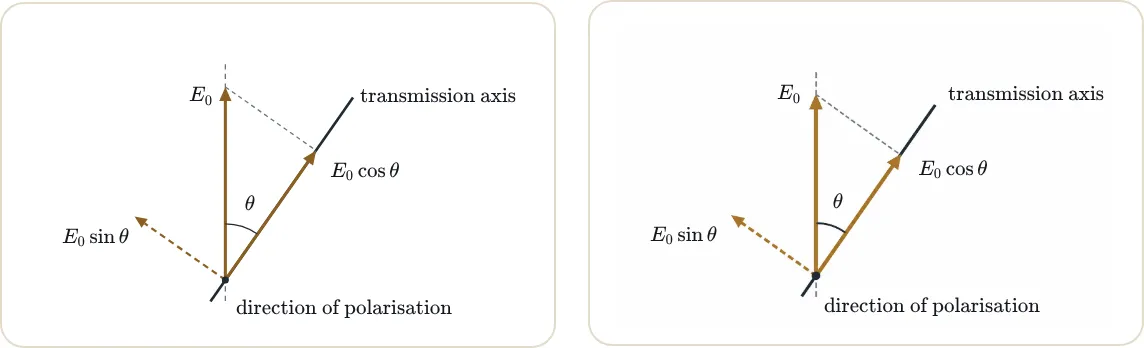 E₀
transmission axis
E₀ cos θ
θ
E₀ sin θ
direction of polarisation
E₀
transmission axis
E₀ cos θ
θ
E₀ sin θ
direction of polarisation